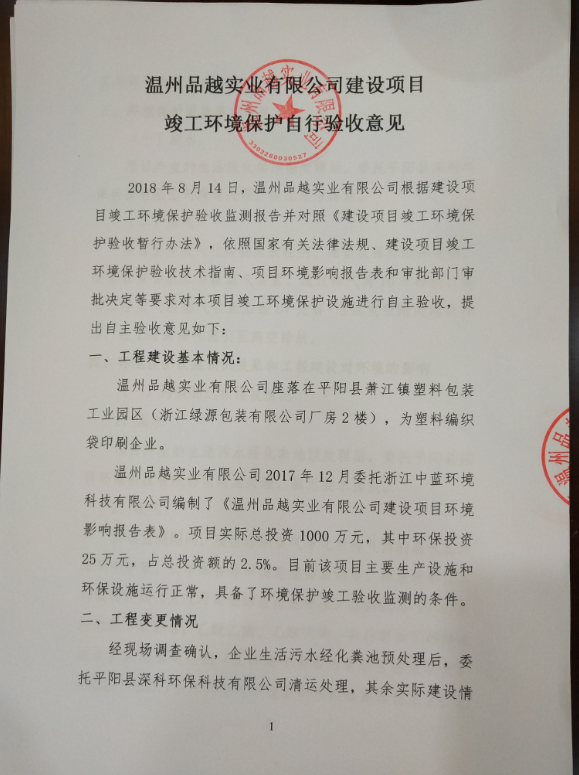 温州品越实业有限公司建设项目
竣工环境保护自行验收意见
3303260030527
2018 年 8 月 14 日，温州品越实业有限公司根据建设项
目竣工环境保护验收监测报告并对照《建设项目竣工环境保
护验收暂行办法》，依照国家有关法律法规、建设项目竣工
环境保护验收技术指南、项目环境影响报告表和审批部门审
批决定等要求对本项目竣工环境保护设施进行自主验收，提
出自主验收意见如下：
一、工程建设基本情况：
温州品越实业有限公司座落在平阳县萧江镇塑料包装
工业园区（浙江绿源包装有限公司厂房 2 楼），为塑料编织
袋印刷企业。
温州品越实业有限公司 2017 年 12 月委托浙江中蓝环境
科技有限公司编制了《温州品越实业有限公司建设项目环境
影响报告表》。项目实际总投资 1000 万元，其中环保投资
25 万元，占总投资额的 2.5%。目前该项目主要生产设施和
环保设施运行正常，具备了环境保护竣工验收监测的条件。
二、工程变更情况
经现场调查确认，企业生活污水经化粪池预处理后，委
托平阳县深科环保科技有限公司清运处理，其余实际建设情
1